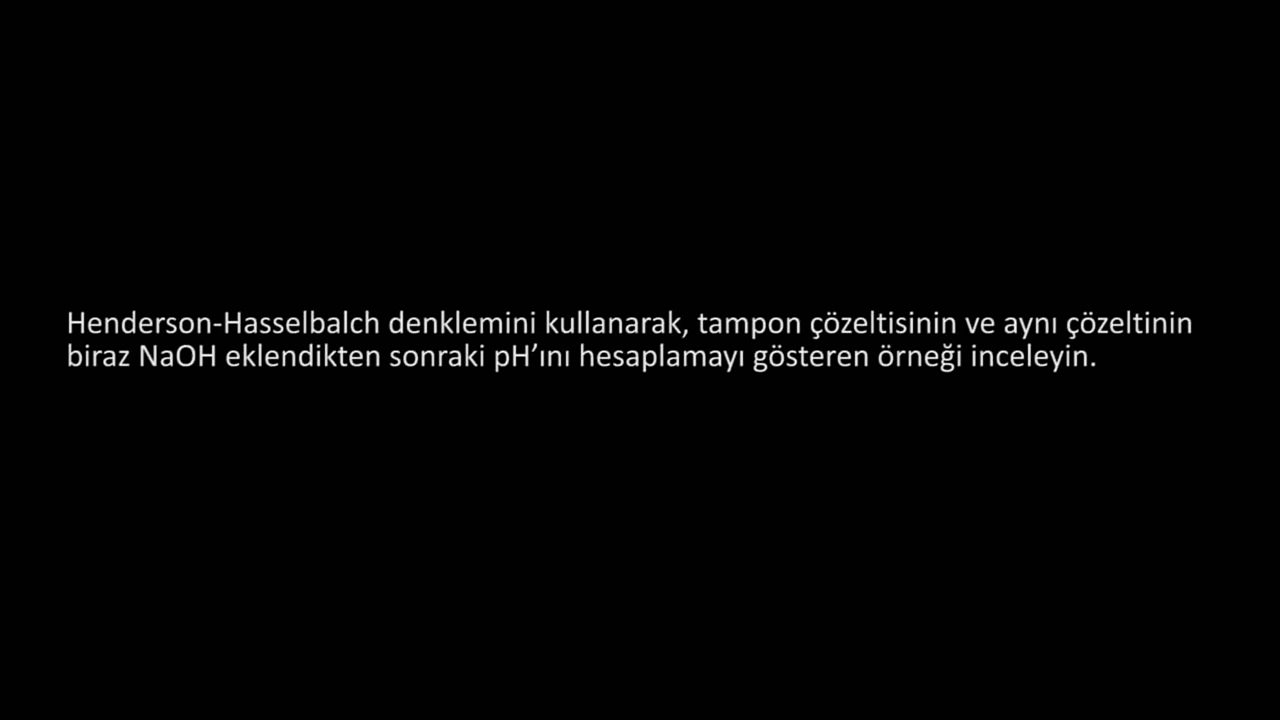 Henderson-Hasselbalch denklemini kullanarak, tampon çözeltisinin ve aynı çözeltinin
biraz NaOH eklendikten sonraki pH’ını hesaplamayı gösteren örneği inceleyin.